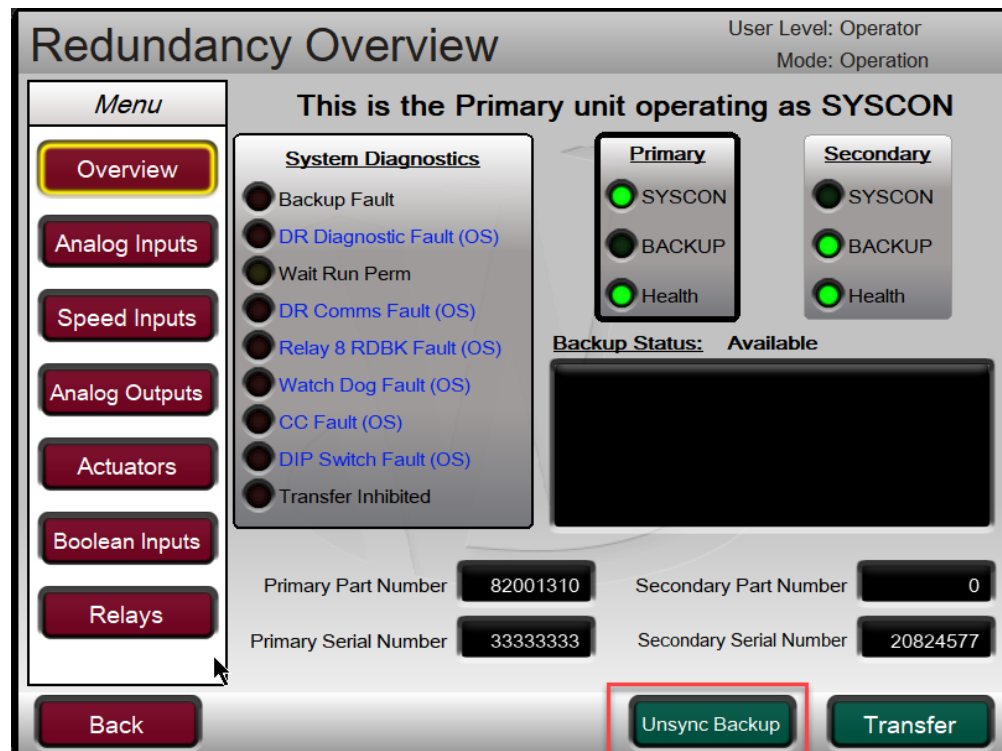 Redundancy Overview
User Level: Operator
Mode: Operation
Menu
Overview
Analog Inputs
Speed Inputs
Analog Outputs
Actuators
Boolean Inputs
Relays
This is the Primary unit operating as SYSCON
System Diagnostics
Backup Fault
DR Diagnostic Fault (OS)
Wait Run Perm
DR Comms Fault (OS)
Relay 8 RDBK Fault (OS)
Watch Dog Fault (OS)
CC Fault (OS)
DIP Switch Fault (OS)
Transfer Inhibited
Primary
SYSCON
BACKUP
Health
Secondary
SYSCON
BACKUP
Health
Backup Status: Available
Primary Part Number 82001310
Secondary Part Number 0
Primary Serial Number 33333333
Secondary Serial Number 20824577
Back
Unsync Backup
Transfer